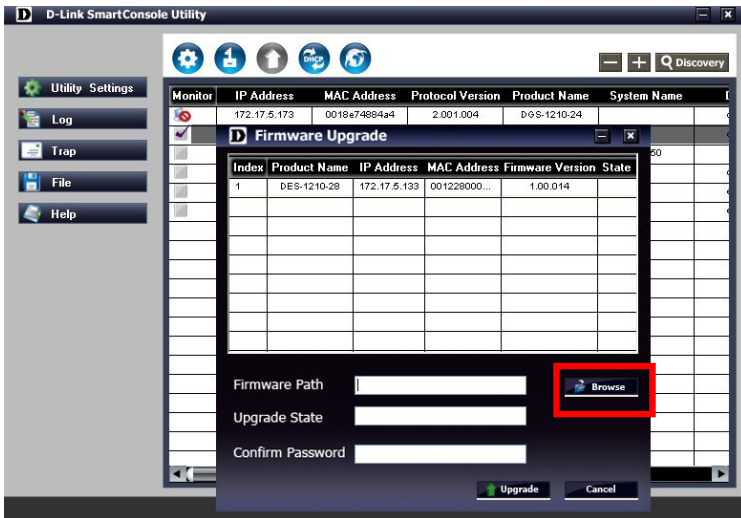 D-Link SmartConsole Utility
DHCP
Discovery
Utility Settings
Log
Trap
File
Help
Monitor IP Address MAC Address Protocol Version Product Name System Name
172.17.5.173 0018e74884a4 2.001.004 DGS-1210-24
50
Firmware Upgrade
Index Product Name IP Address MAC Address Firmware Version State
1 DES-1210-28 172.17.5.133 001228000... 1.00.014
Firmware Path
Browse
Upgrade State
Confirm Password
Upgrade Cancel